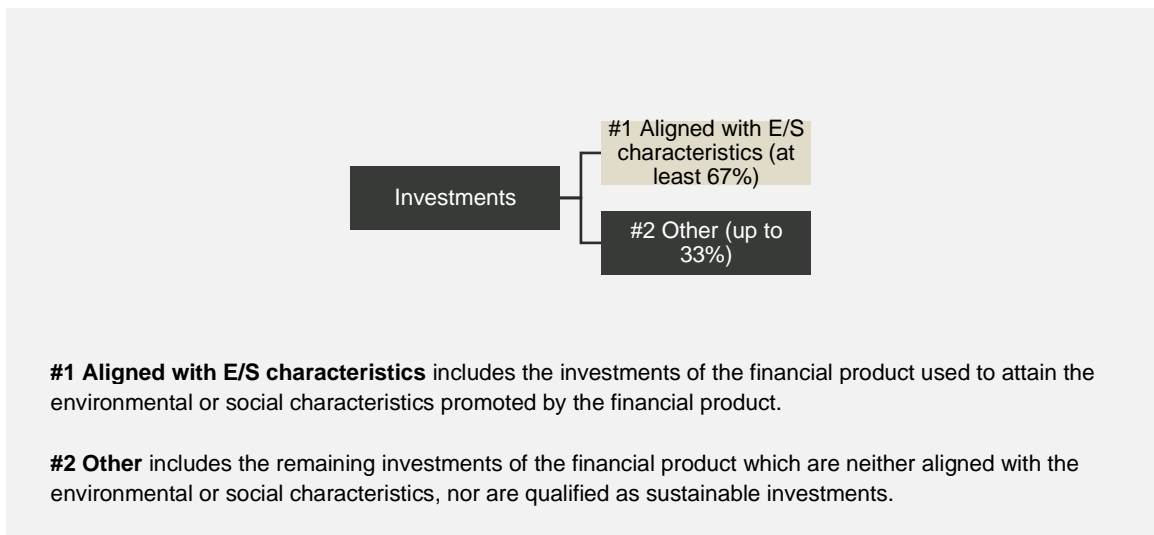 #1 Aligned with E/S
characteristics (at
least 67%)
Investments
#2 Other (up to
33%)
#1 Aligned with E/S characteristics includes the investments of the financial product used to attain the
environmental or social characteristics promoted by the financial product.
#2 Other includes the remaining investments of the financial product which are neither aligned with the
environmental or social characteristics, nor are qualified as sustainable investments.